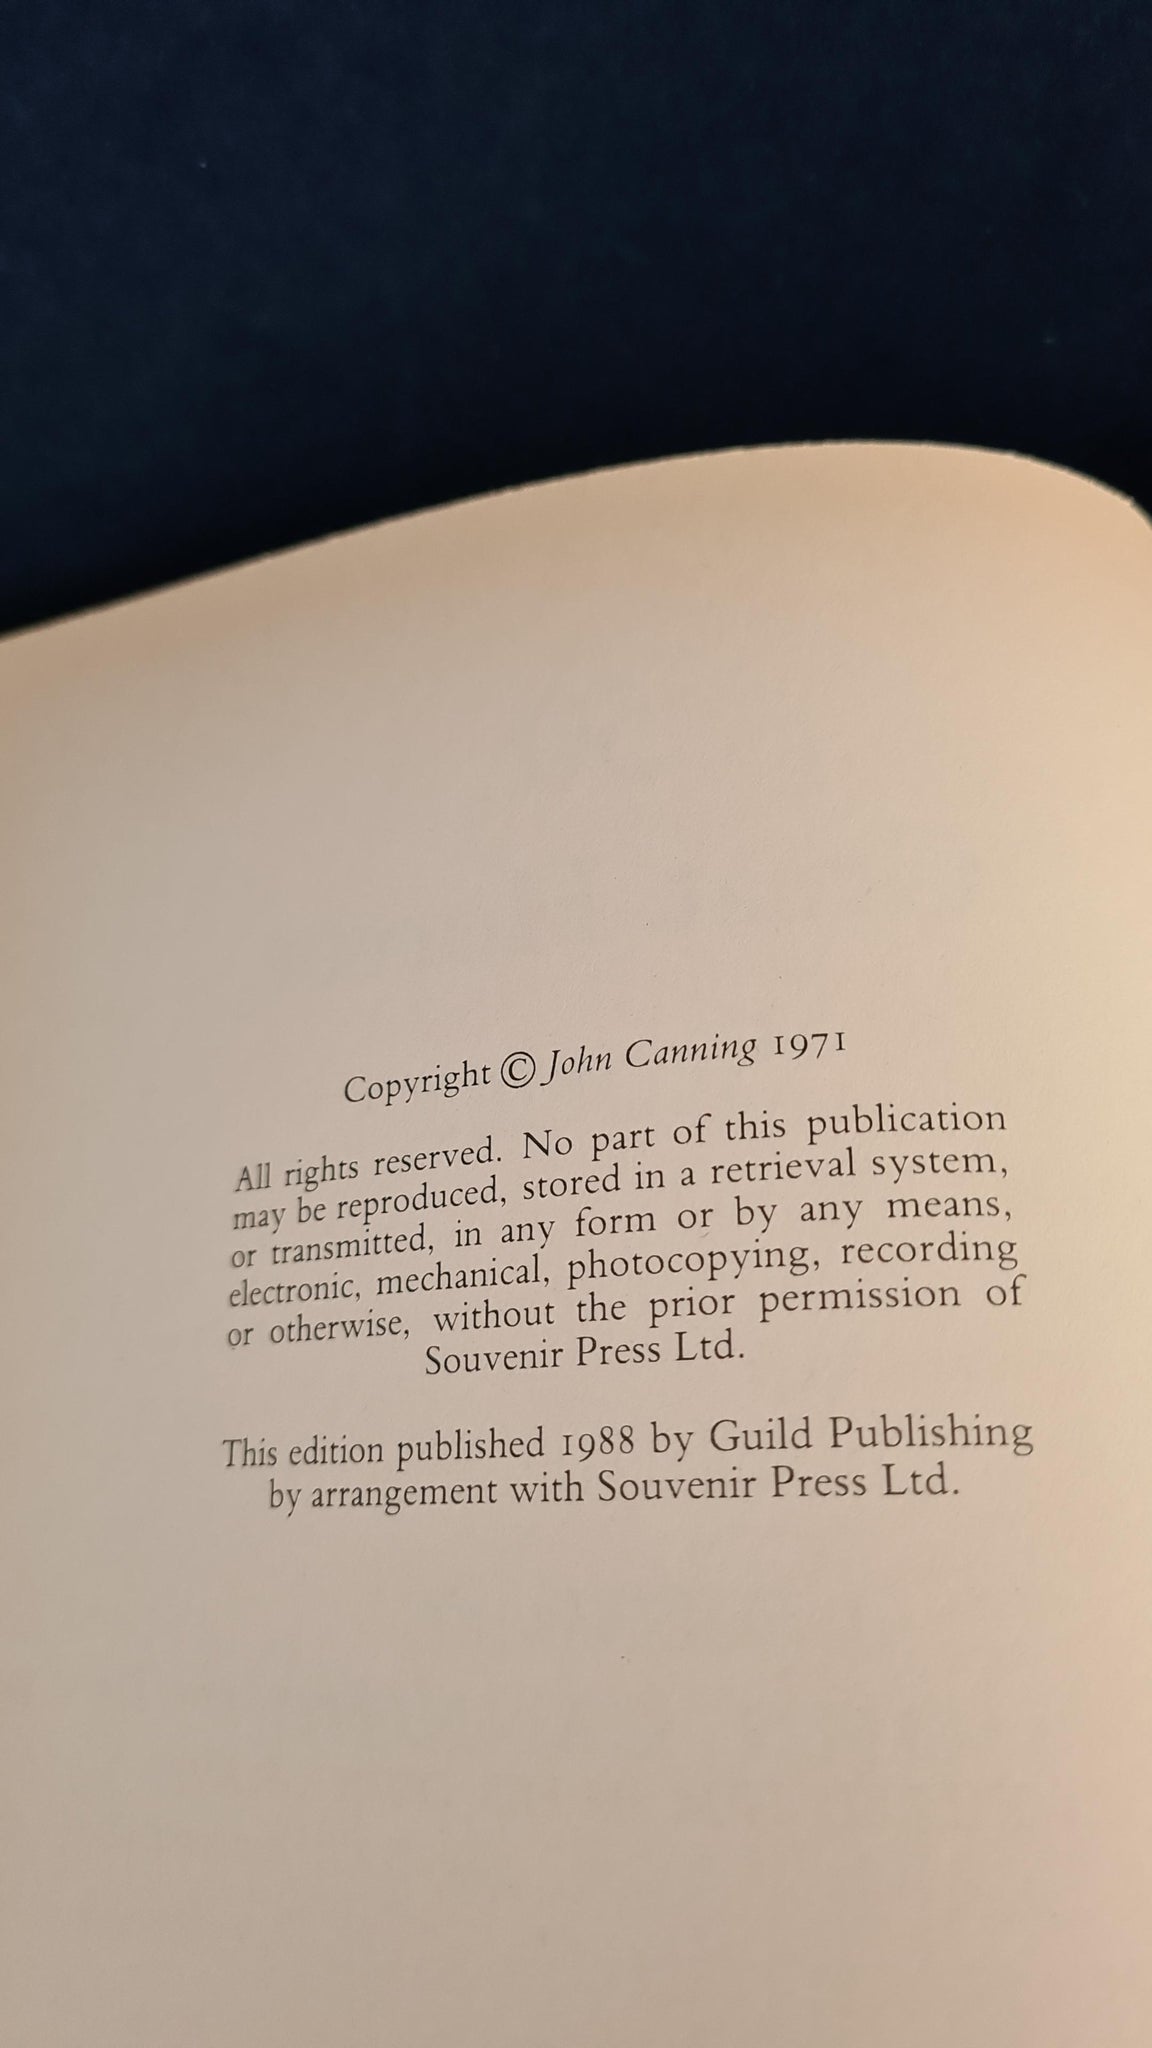 Copyright © John Canning 1971
All rights reserved. No part of this publication
may be reproduced, stored in a retrieval system,
or transmitted, in any form or by any means,
electronic, mechanical, photocopying, recording
or otherwise, without the prior permission of
Souvenir Press Ltd.
This edition published 1988 by Guild Publishing
by arrangement with Souvenir Press Ltd.